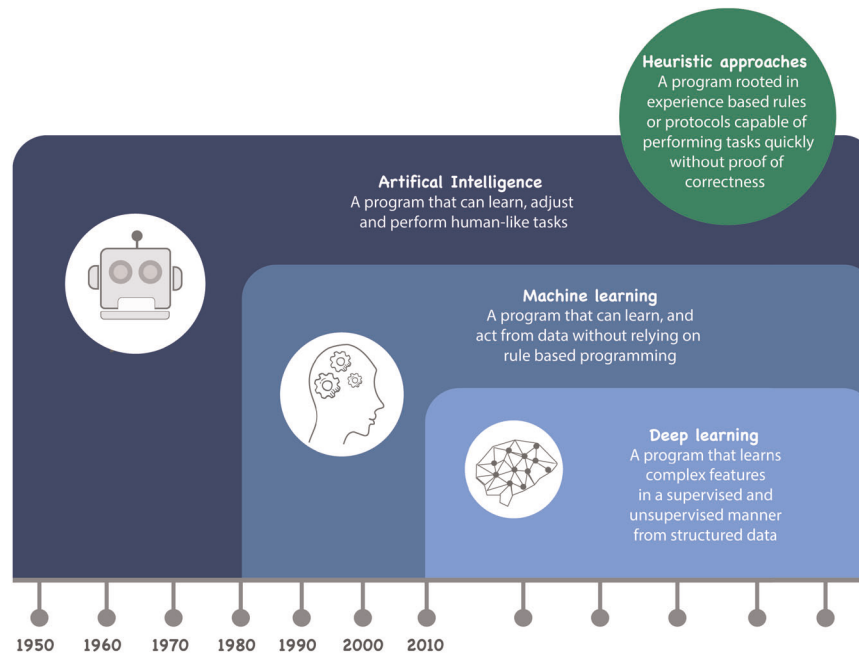 Heuristic approaches
A program rooted in
experience based rules
or protocols capable of
performing tasks quickly
without proof of
correctness
Artifical Intelligence
A program that can learn, adjust
and perform human-like tasks
Machine learning
A program that can learn, and
act from data without relying on
rule based programming
Deep learning
A program that learns
complex features
in a supervised and
unsupervised manner
from structured data
1950 1960 1970 1980 1990 2000 2010